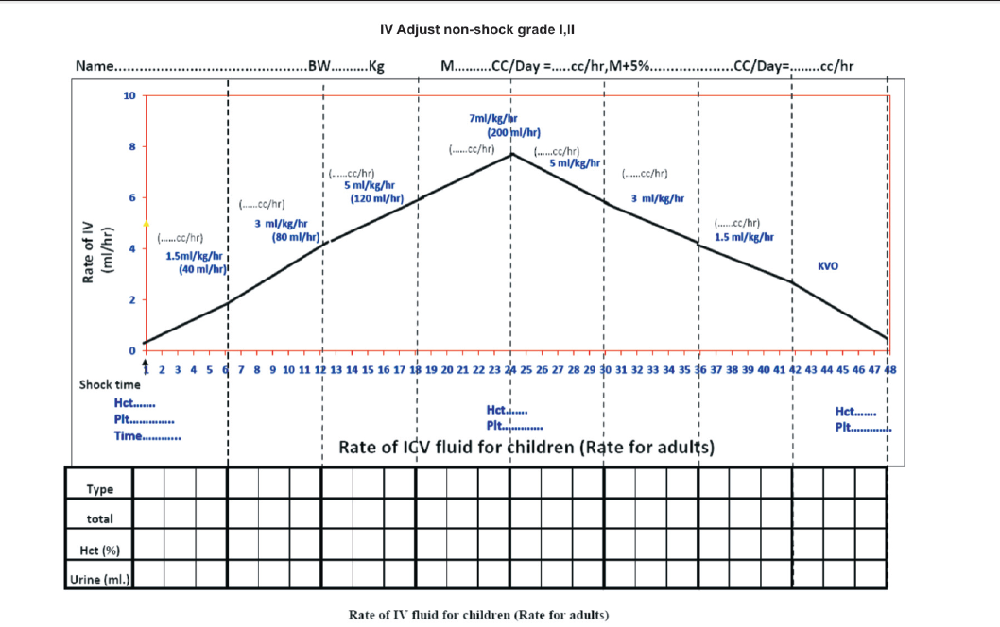 IV Adjust non-shock grade I,II
Name................................................BW..........Kg M..........CC/Day =.....cc/hr,M+5%.....................CC/Day=........cc/hr
10
7ml/kg/hr
(200 ml/hr)
8
(......cc/hr) (......cc/hr)
5 ml/kg/hr
(......cc/hr) (......cc/hr)
5 ml/kg/hr
6 (120 ml/hr) 3 ml/kg/hr
(......cc/hr)
3 ml/kg/hr (......cc/hr)
(80 ml/hr) 1.5 ml/kg/hr
(......cc/hr)
4
1.5ml/kg/hr
(40 ml/hr) KVO
2
0
Rate of IV
(ml/hr)
1 2 3 4 5 6 7 8 9 10 11 12 13 14 15 16 17 18 19 20 21 22 23 24 25 26 27 28 29 30 31 32 33 34 35 36 37 38 39 40 41 42 43 44 45 46 47 48
Shock time
Hct....... Hct....... Hct.......
Plt.............. Plt.............. Plt..............
Time............
Rate of ICV fluid for children (Rate for adults)
Type
total
Hct (%)
Urine (ml.)
Rate of IV fluid for children (Rate for adults)